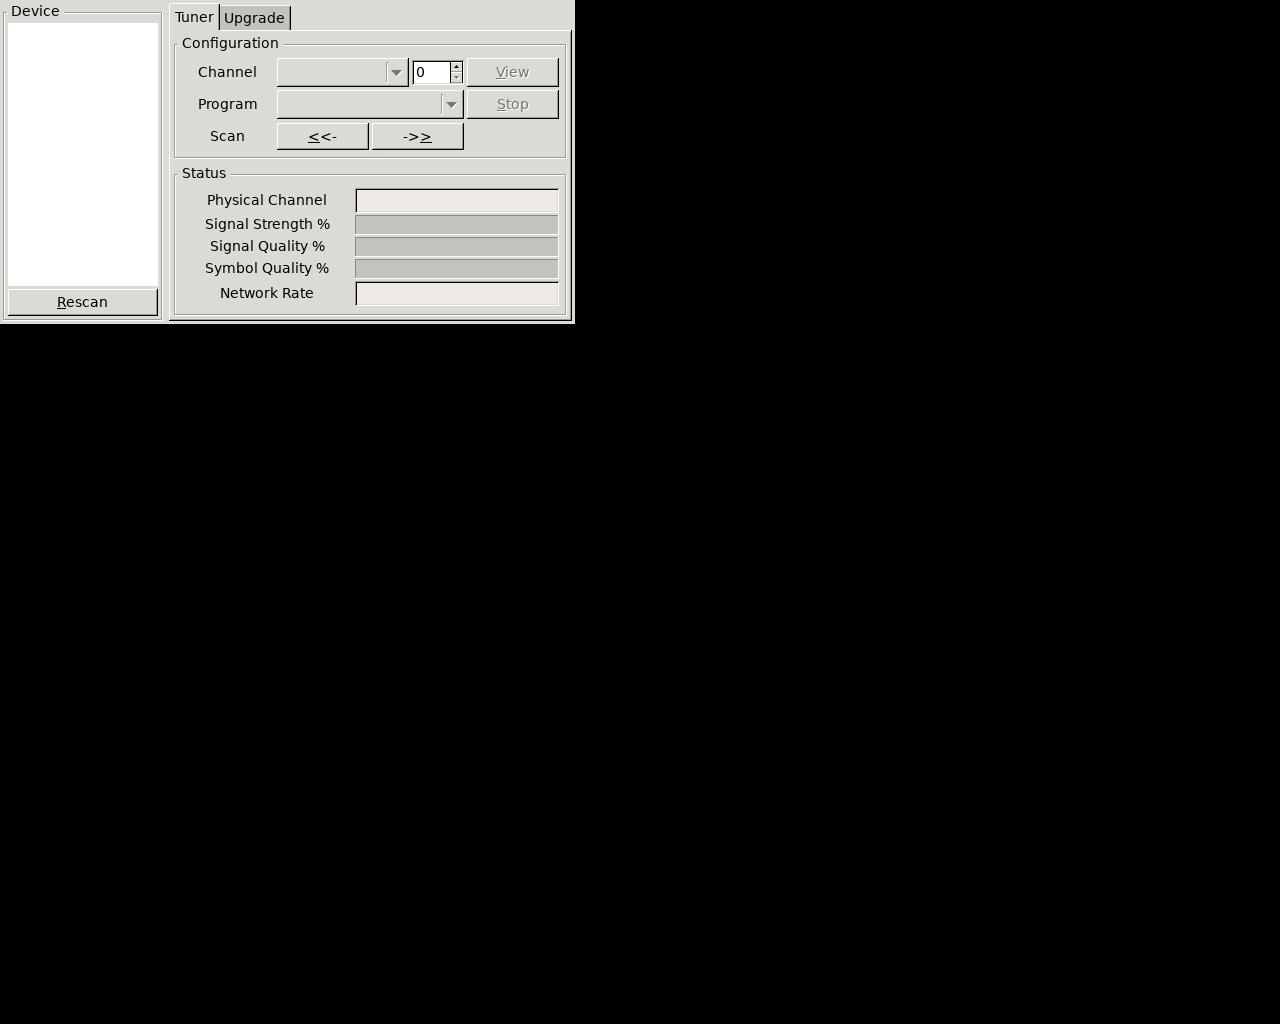 Device
Rescan
Tuner Upgrade
Configuration
Channel 0 View
Program Stop
Scan <<- ->>
Status
Physical Channel
Signal Strength %
Signal Quality %
Symbol Quality %
Network Rate